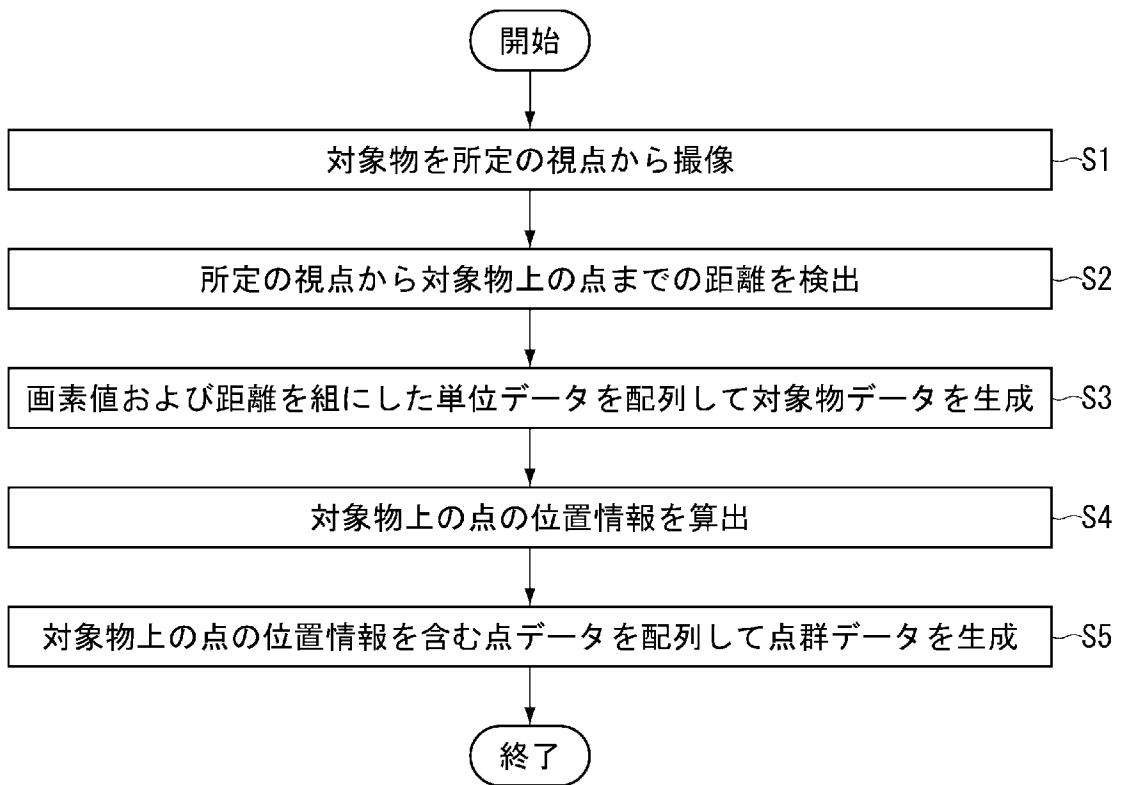 開始
対象物を所定の視点から撮像
S1
所定の視点から対象物上の点までの距離を検出
S2
画素値および距離を組にした単位データを配列して対象物データを生成
S3
対象物上の点の位置情報を算出
S4
対象物上の点の位置情報を含む点データを配列して点群データを生成
S5
終了